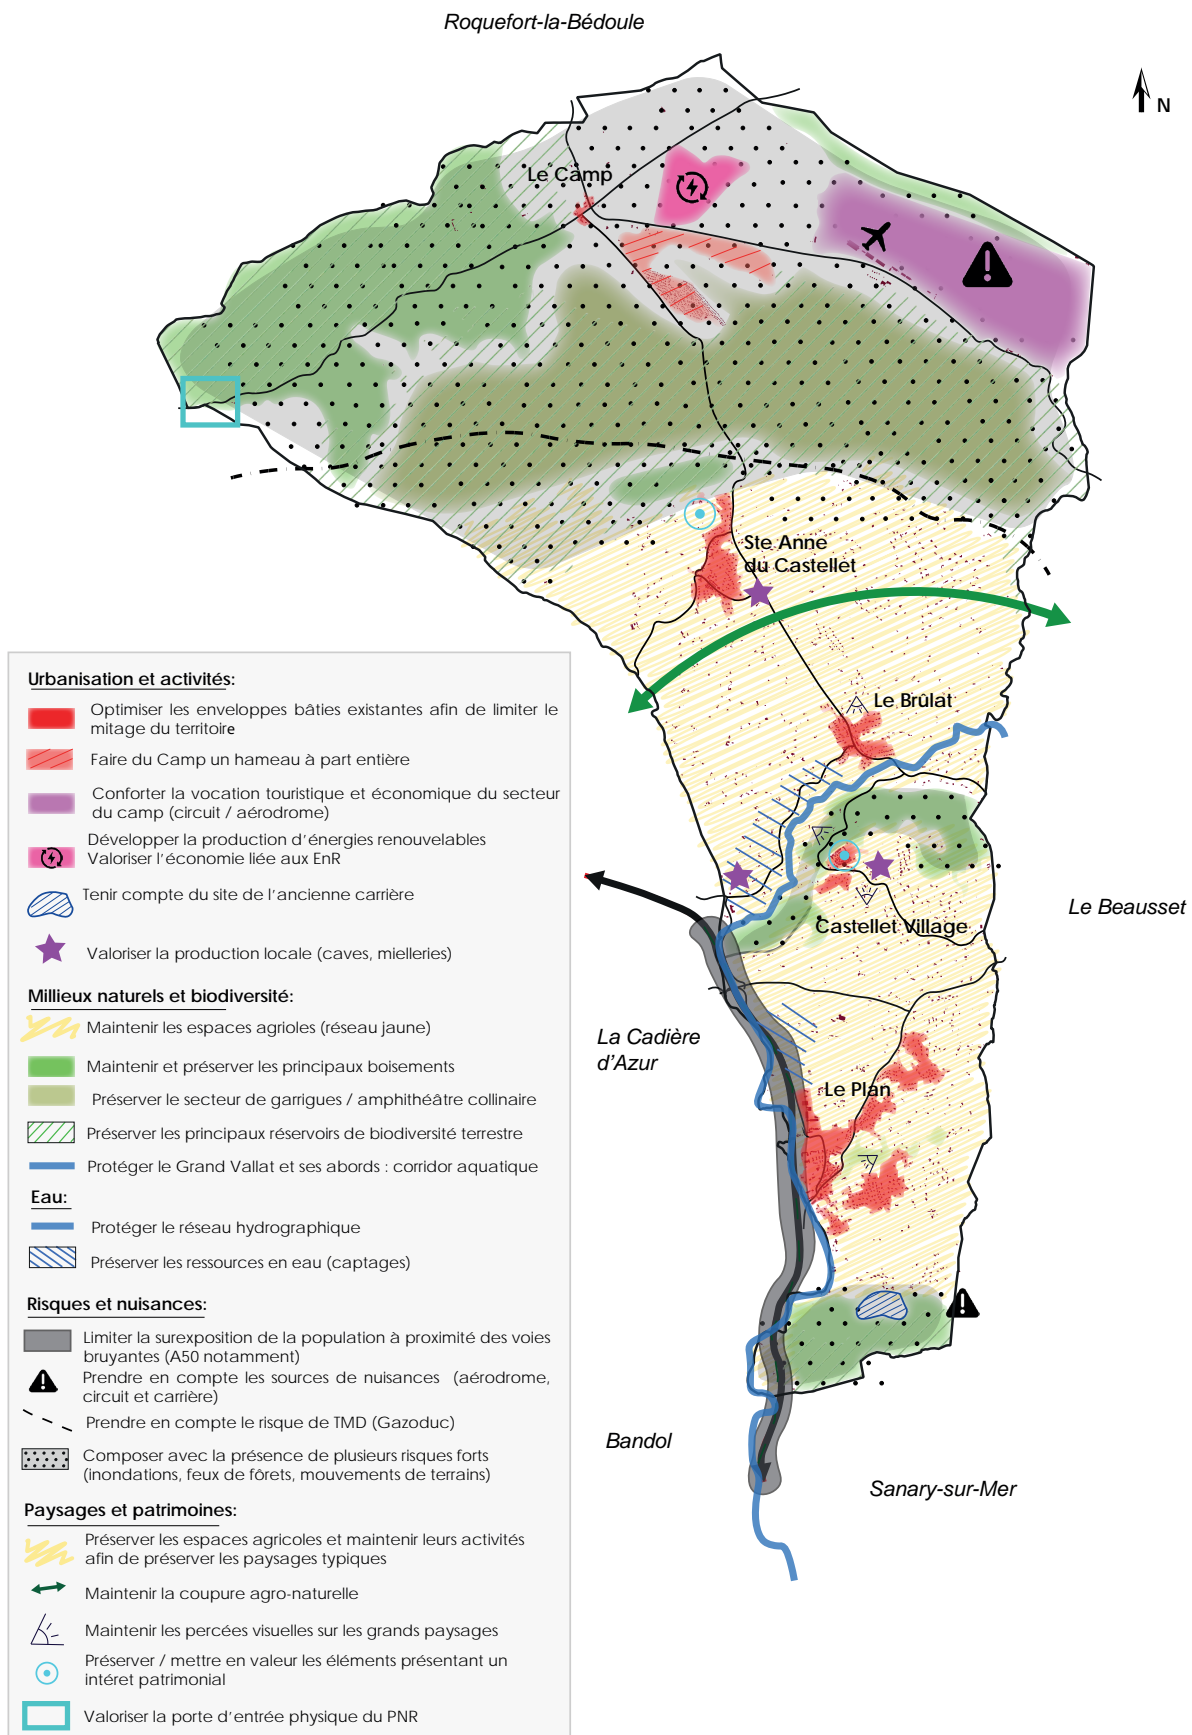 Roquefort-la-Bédoule
N
Le Camp
Ste Anne
du Castellet
Le Brûlat
Castellet Village
Le Beausset
La Cadière
d'Azur
Le Plan
Bandol
Sanary-sur-Mer
Urbanisation et activités:
Optimiser les enveloppes bâties existantes afin de limiter le
mitage du territoire
Faire du Camp un hameau à part entière
Conforter la vocation touristique et économique du secteur
du camp (circuit / aérodrome)
Développer la production d'énergies renouvelables
Valoriser l'économie liée aux EnR
Tenir compte du site de l'ancienne carrière
Valoriser la production locale (caves, mielleries)
Millieux naturels et biodiversité:
Maintenir les espaces agrioles (réseau jaune)
Maintenir et préserver les principaux boisements
Préserver le secteur de garrigues / amphithéâtre collinaire
Préserver les principaux réservoirs de biodiversité terrestre
Protéger le Grand Vallat et ses abords : corridor aquatique
Eau:
Protéger le réseau hydrographique
Préserver les ressources en eau (captages)
Risques et nuisances:
Limiter la surexposition de la population à proximité des voies
bruyantes (A50 notamment)
Prendre en compte les sources de nuisances (aérodrome,
circuit et carrière)
Prendre en compte le risque de TMD (Gazoduc)
Composer avec la présence de plusieurs risques forts
(inondations, feux de fôrets, mouvements de terrains)
Paysages et patrimoines:
Préserver les espaces agricoles et maintenir leurs activités
afin de préserver les paysages typiques
Maintenir la coupure agro-naturelle
Maintenir les percées visuelles sur les grands paysages
Préserver / mettre en valeur les éléments présentant un
intéret patrimonial
Valoriser la porte d'entrée physique du PNR